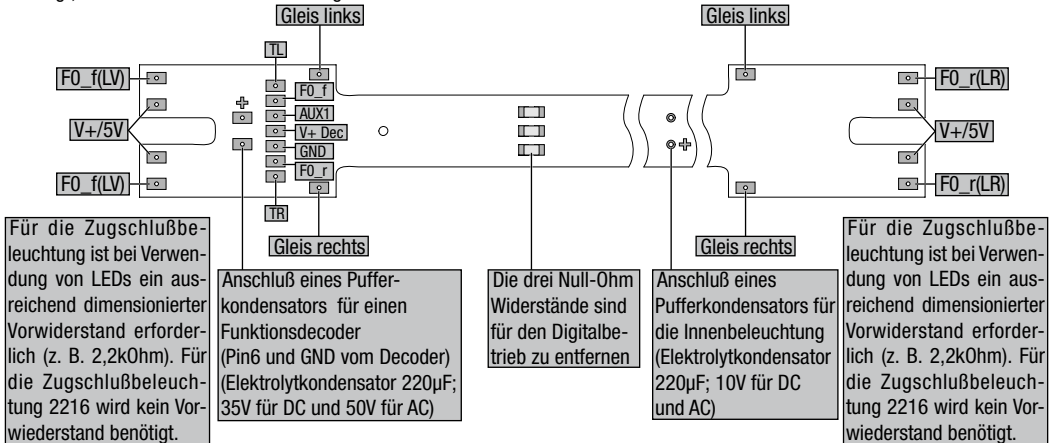 Gleis links
Gleis links
TL
F0_f(LV)
F0_f
AUX1
V+/5V
V+ Dec
GND
F0_r
F0_f(LV)
TR
F0_r(LR)
V+/5V
F0_r(LR)
Gleis rechts
Gleis rechts
Für die Zugschlußbe-
leuchtung ist bei Verwen-
dung von LEDs ein aus-
reichend dimensionierter
Vorwiderstand erforder-
lich (z. B. 2,2kOhm). Für
die Zugschlußbeleuch-
tung 2216 wird kein Vor-
wiederstand benötigt.
Anschluß eines Puffer-
kondensators für einen
Funktionsdecoder
(Pin6 und GND vom Decoder)
(Elektrolytkondensator 220µF;
35V für DC und 50V für AC)
Die drei Null-Ohm
Widerstände sind
für den Digitalbe-
trieb zu entfernen
Anschluß eines
Pufferkondensators für
die Innenbeleuchtung
(Elektrolytkondensator
220µF; 10V für DC
und AC)
Für die Zugschlußbe-
leuchtung ist bei Verwen-
dung von LEDs ein aus-
reichend dimensionierter
Vorwiderstand erforder-
lich (z. B. 2,2kOhm). Für
die Zugschlußbeleuch-
tung 2216 wird kein Vor-
wiederstand benötigt.